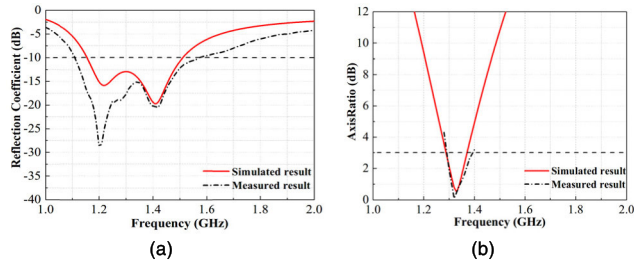 (a)
0
-5
-10
-15
-20
-25
-30
-35
-40
Reflection Coefficient (dB)
Simulated result
Measured result
1.0 1.2 1.4 1.6 1.8 2.0
Frequency (GHz)
(a)
(b)
12
10
8
6
4
2
0
AxisRatio (dB)
Simulated result
Measured result
1.0 1.2 1.4 1.6 1.8 2.0
Frequency (GHz)
(b)